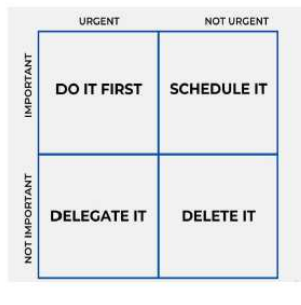 URGENT NOT URGENT
IMPORTANT
DO IT FIRST SCHEDULE IT
NOT IMPORTANT
DELEGATE IT DELETE IT